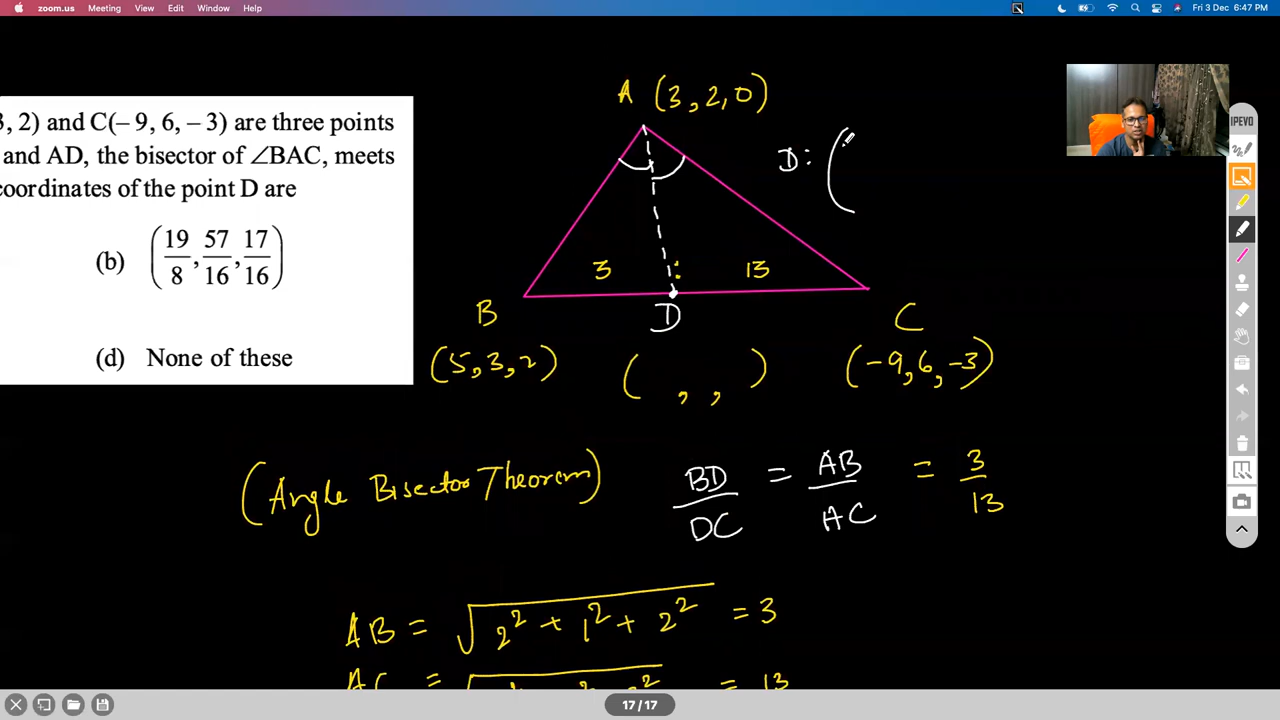 zoom.us Meeting View Edit Window Help Fri 3 Dec 6:47 PM
A (3, 2, 0)
3, 2) and C(– 9, 6, – 3) are three points
and AD, the bisector of ∠BAC, meets
coordinates of the point D are
(b) (19/8, 57/16, 17/16)
(d) None of these
D: (
IPEVO
3 : 13
B D C
(5, 3, 2) ( , , ) (-9, 6, -3)
(Angle Bisector Theorem) BD/DC = AB/AC = 3/13
AB = √(2² + 1² + 2²) = 3
AC = = 13
17/17